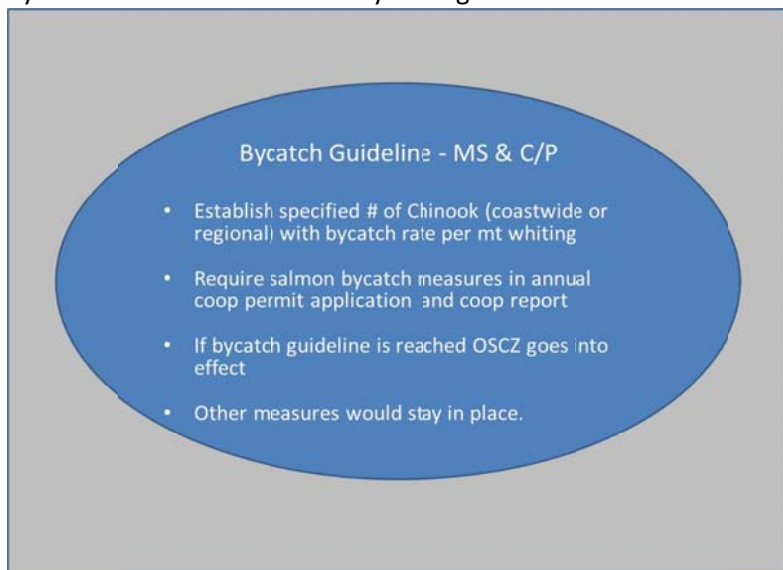 Bycatch Guideline - MS & C/P
• Establish specified # of Chinook (coastwide or
regional) with bycatch rate per mt whiting
• Require salmon bycatch measures in annual
coop permit application and coop report
• If bycatch guideline is reached OSCZ goes into
effect
• Other measures would stay in place.